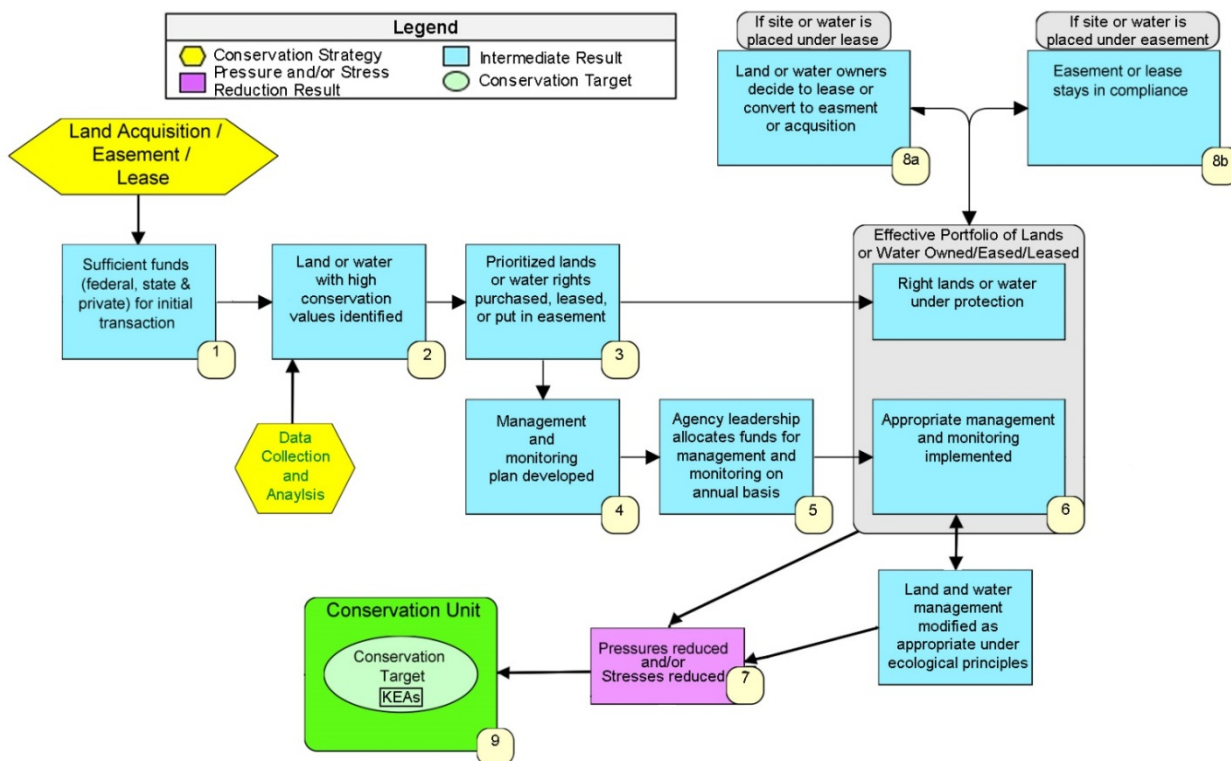 Legend
Conservation Strategy
Pressure and/or Stress
Reduction Result
Intermediate Result
Conservation Target
If site or water is
placed under lease
Land or water owners
decide to lease or
convert to easment
or acqusition
8a
If site or water is
placed under easement
Easement or lease
stays in compliance
8b
Land Acquisition /
Easement /
Lease
Sufficient funds
(federal, state &
private) for initial
transaction
1
Land or water
with high
conservation
values identified
2
Prioritized lands
or water rights
purchased, leased,
or put in easement
3
Effective Portfolio of Lands
or Water Owned/Eased/Leased
Right lands or water
under protection
Data
Collection
and
Anaylsis
Management
and
monitoring
plan developed
4
Agency leadership
allocates funds for
management and
monitoring on
annual basis
5
Appropriate management
and monitoring
implemented
6
Land and water
management
modified as
appropriate under
ecological principles
Pressures reduced
and/or
Stresses reduced
7
Conservation Unit
Conservation
Target
KEAs
9